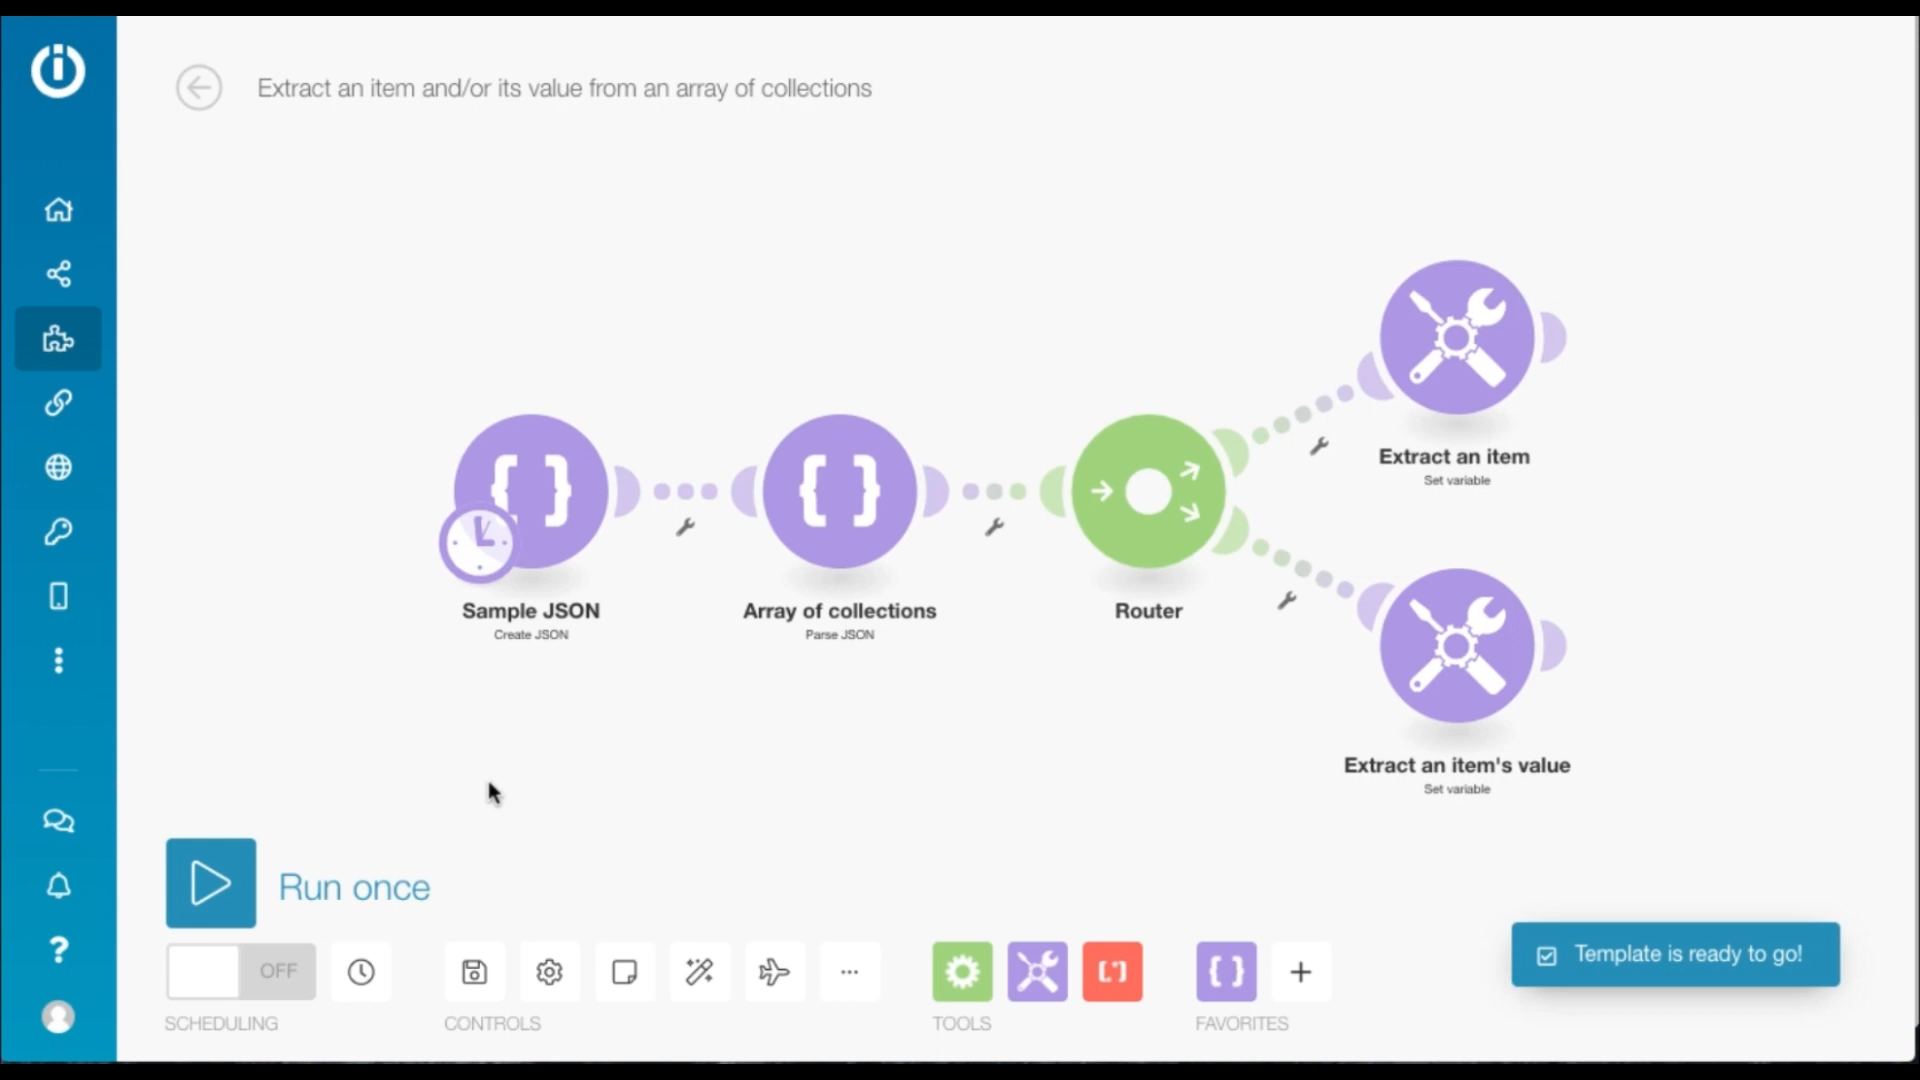 Extract an item and/or its value from an array of collections
Extract an item
Set variable
Sample JSON
Create JSON
Array of collections
Parse JSON
Router
Extract an item's value
Set variable
Run once
OFF
Template is ready to go!
SCHEDULING
CONTROLS
TOOLS
FAVORITES